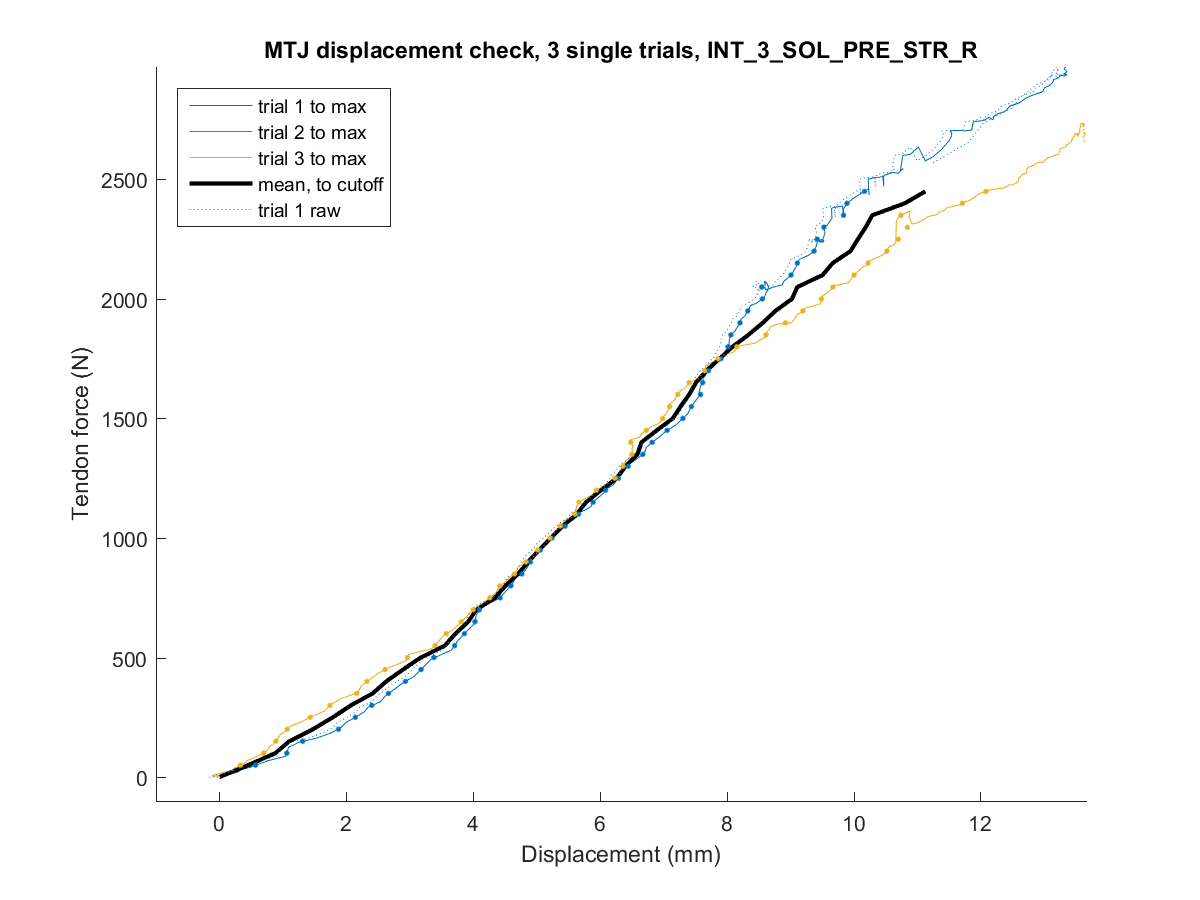 MTJ displacement check, 3 single trials, INT_3_SOL_PRE_STR_R
trial 1 to max
trial 2 to max
trial 3 to max
mean, to cutoff
trial 1 raw
Tendon force (N)
2500
2000
1500
1000
500
0
0 2 4 6 8 10 12
Displacement (mm)